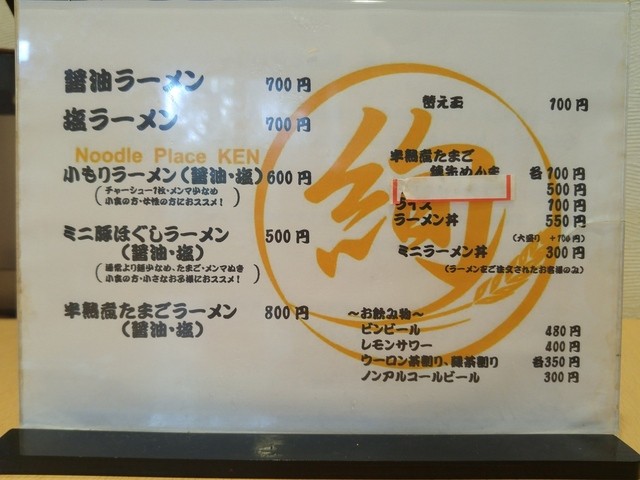 醤油ラーメン 700円
塩ラーメン 700円
Noodle Place KEN
小もりラーメン(醤油・塩) 600円
(チャーシュー1枚・メンマ少なめ
小食の方・女性の方におススメ!)
ミニ豚ほぐしラーメン 500円
(醤油・塩)
(通常より麺少なめ、たまご・メンマぬき
小食の方・小さなお子様におススメ!)
半熟煮たまごラーメン 800円
(醤油・塩)
絢
替え玉 100円
半熟煮たまご
各100円
500円
ライス 100円
ラーメン丼 550円
(大盛り +100円)
ミニラーメン丼 300円
(ラーメンをご注文されたお客様のみ)
〜お飲み物〜
ビンビール 480円
レモンサワー 400円
ウーロン茶割り、緑茶割り 各350円
ノンアルコールビール 300円